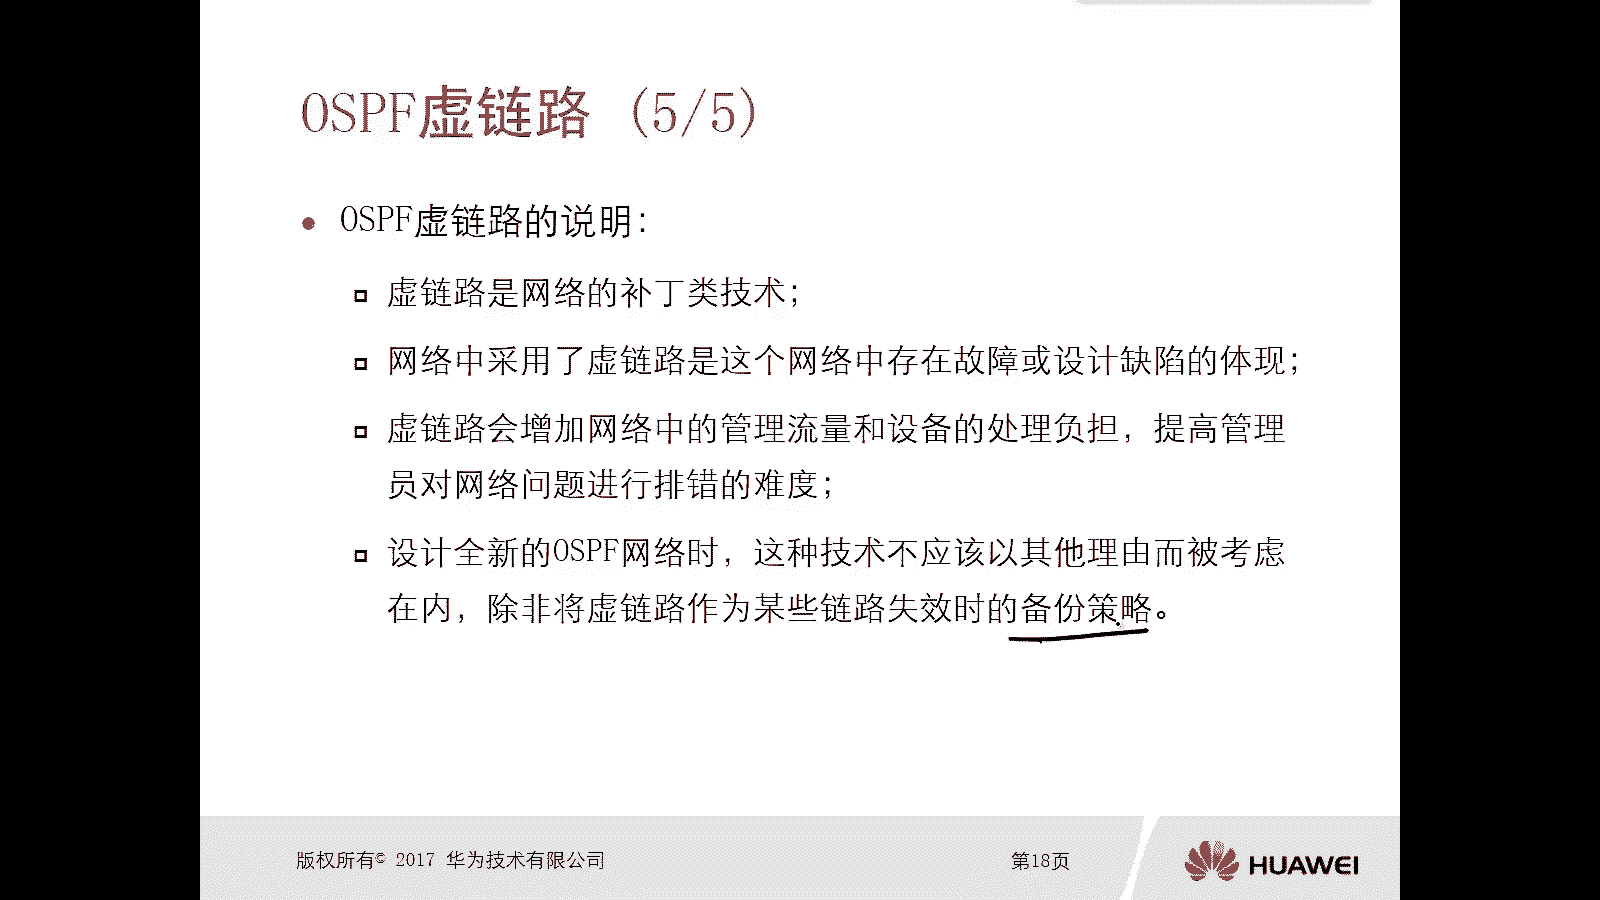 OSPF虚链路 (5/5)
OSPF虚链路的说明:
虚链路是网络的补丁类技术;
网络中采用了虚链路是这个网络中存在故障或设计缺陷的体现;
虚链路会增加网络中的管理流量和设备的处理负担，提高管理
员对网络问题进行排错的难度;
设计全新的OSPF网络时，这种技术不应该以其他理由而被考虑
在内，除非将虚链路作为某些链路失效时的备份策略。
版权所有© 2017 华为技术有限公司
第18页
HUAWEI